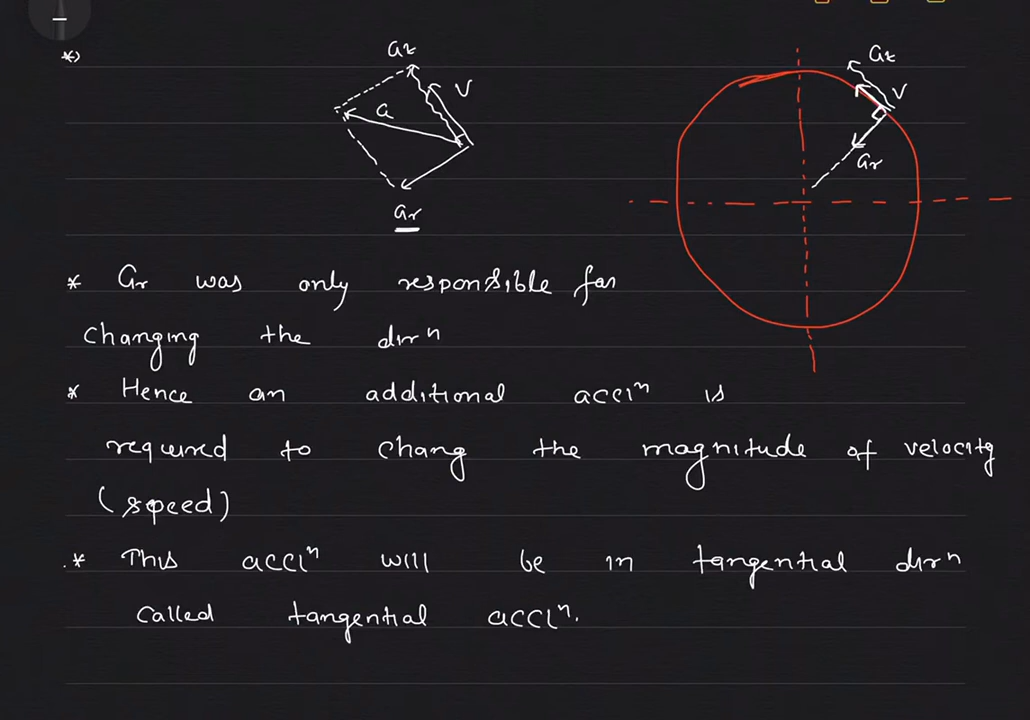 *)
at
V
a
ar
at
V
ar
* ar was only responsible for
changing the dirⁿ
* Hence an additional acclⁿ is
required to chang the magnitude of velocity
(speed)
* This acclⁿ will be in tangential dirⁿ
called tangential acclⁿ.